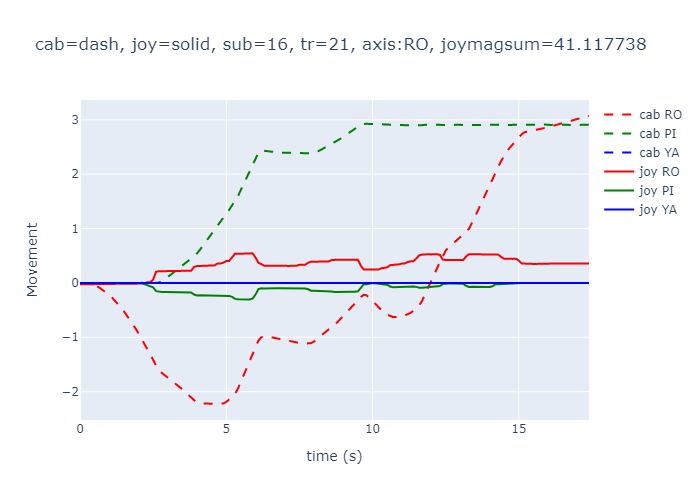 cab=dash, joy=solid, sub=16, tr=21, axis:RO, joymagsum=41.117738
3
2
1
0
−1
−2
0
5
10
15
Movement
time (s)
cab RO
cab PI
cab YA
joy RO
joy PI
joy YA